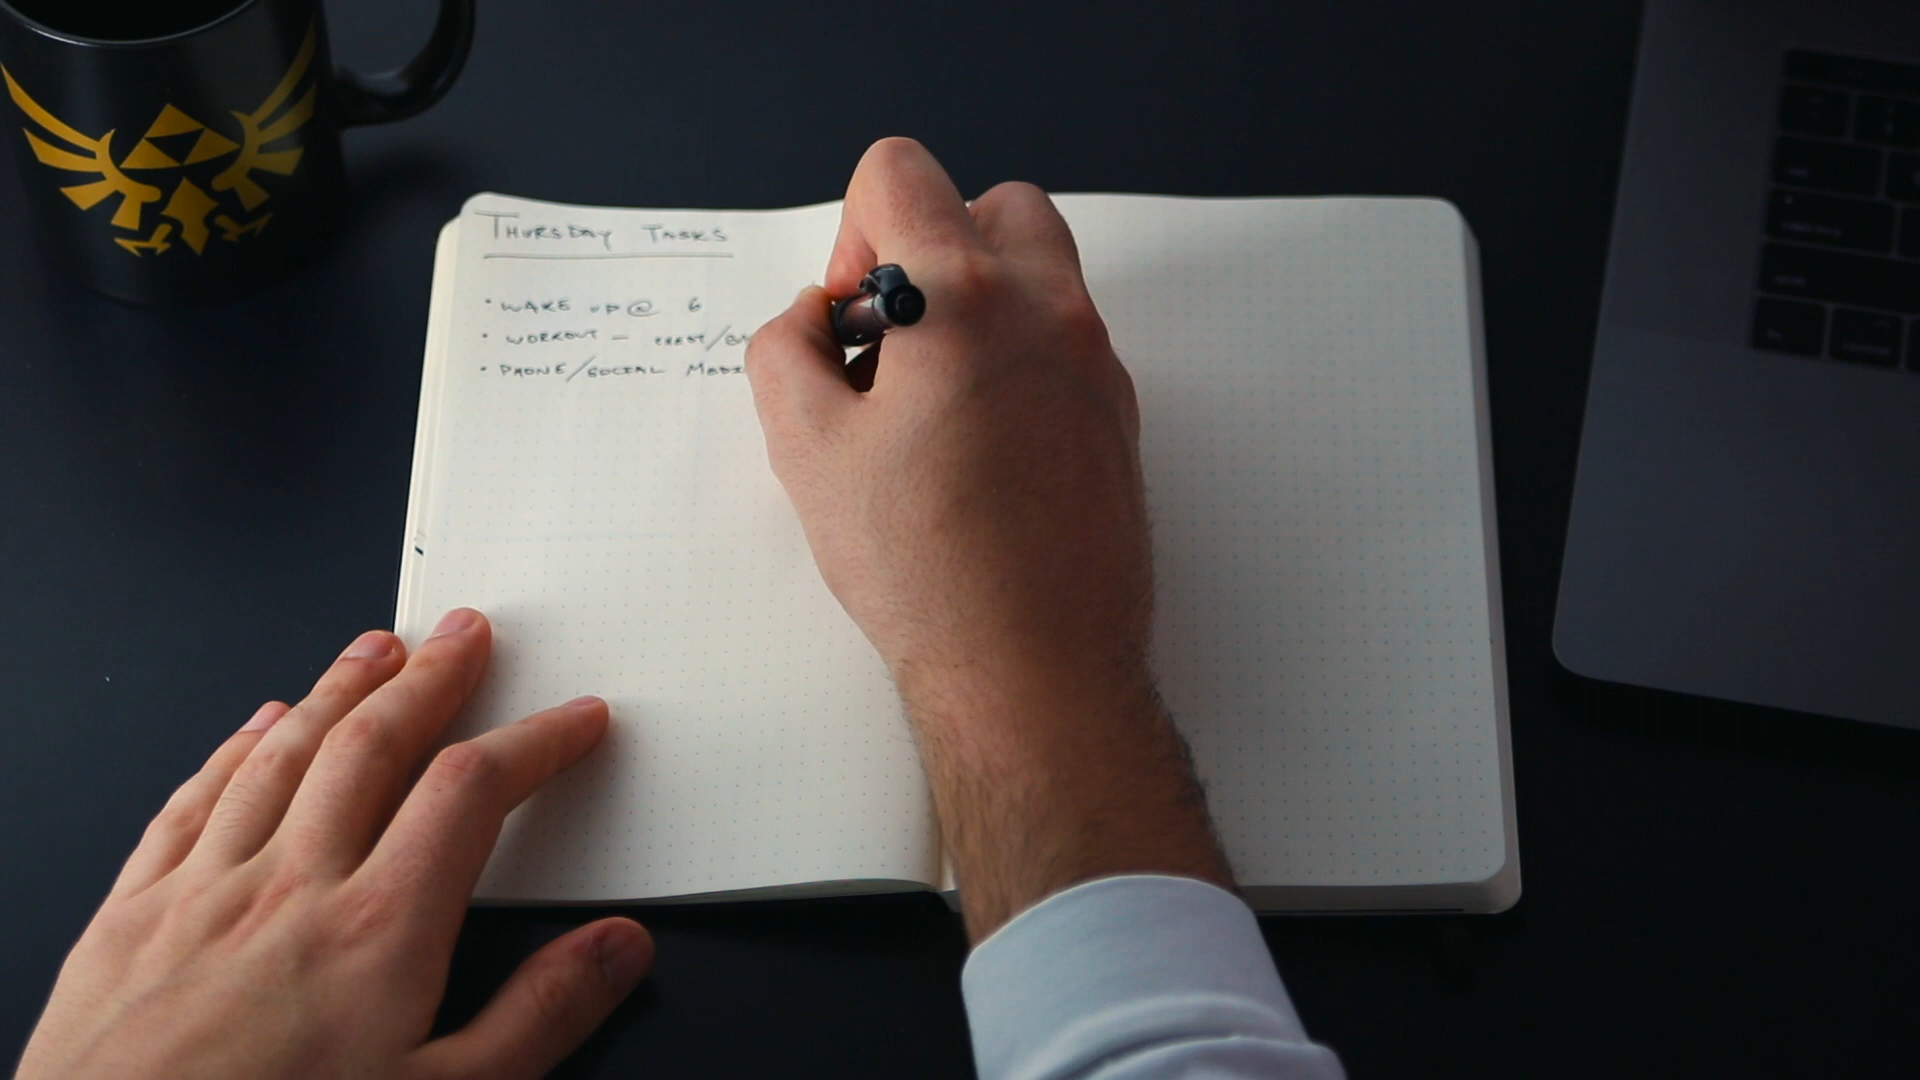 Thursday Tasks
• WAKE UP @ 6
• WORKOUT - CHEST/
• PHONE/SOCIAL